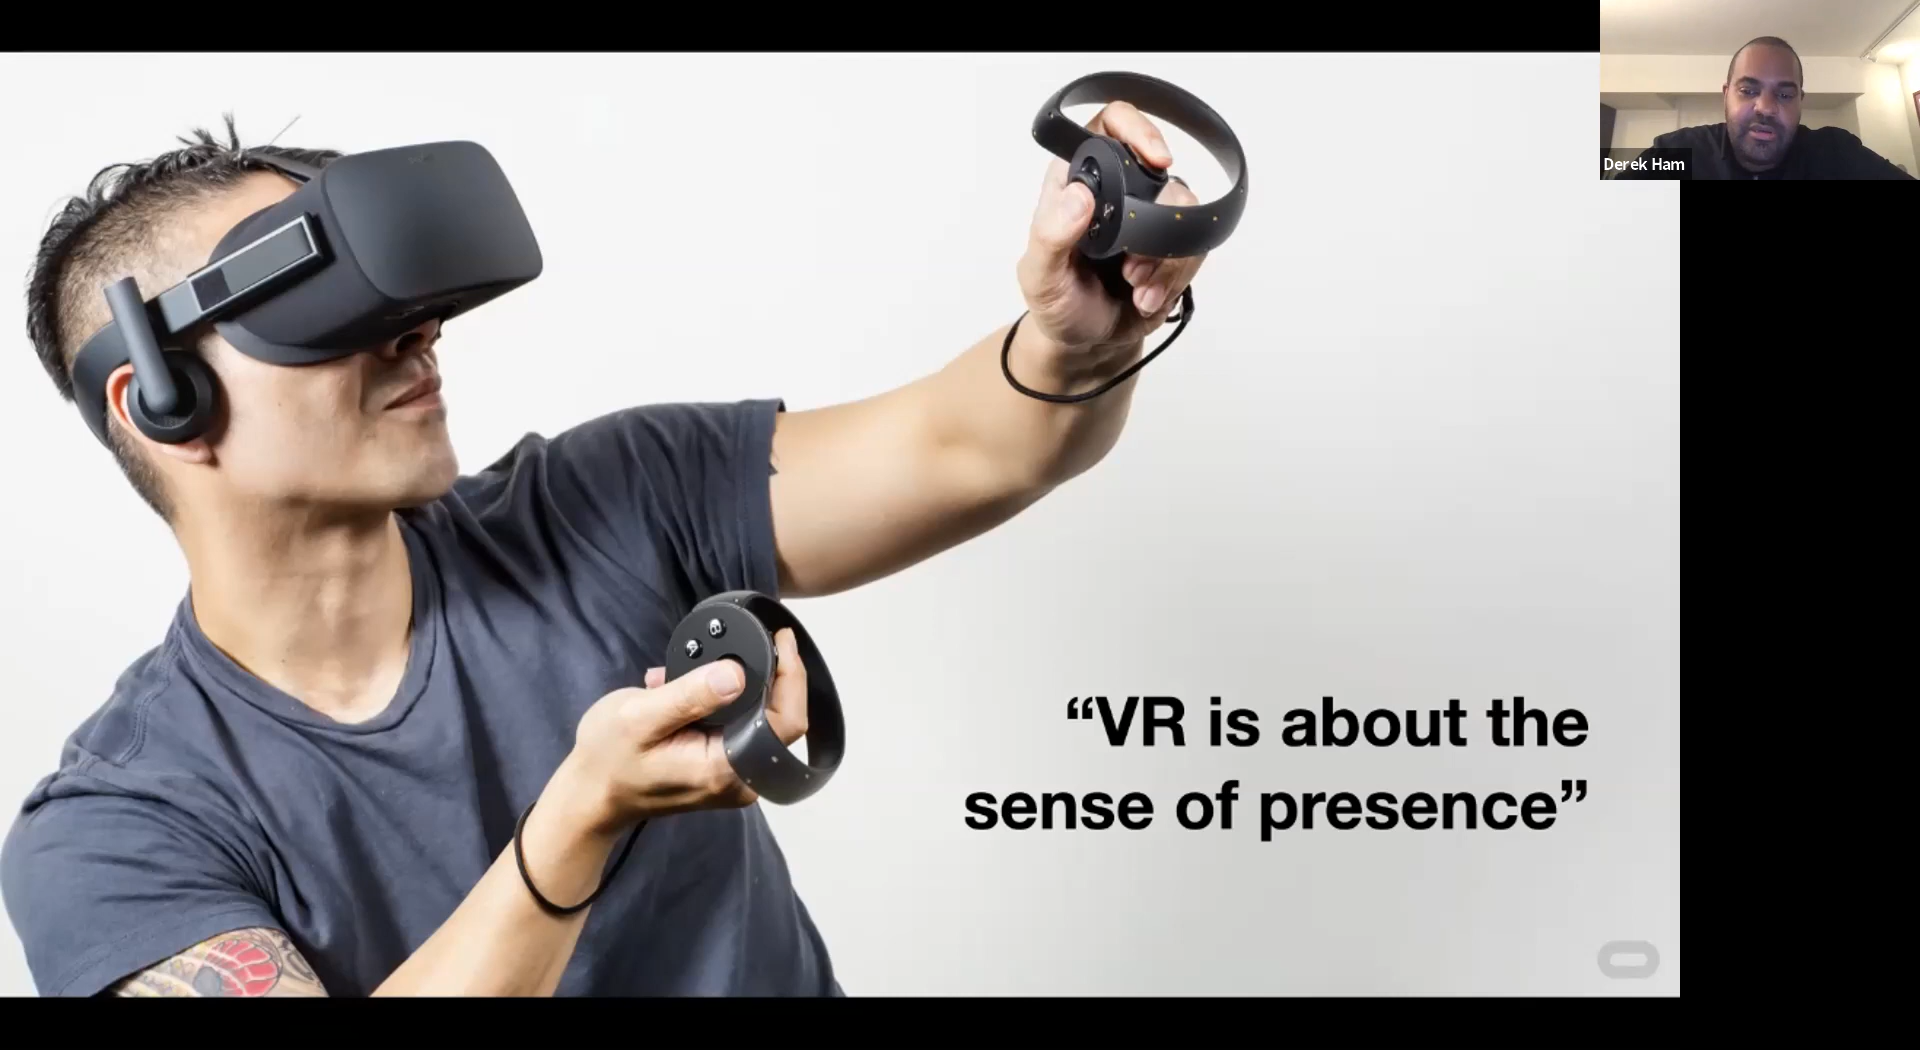 Derek Ham
“VR is about the
sense of presence”
B
A